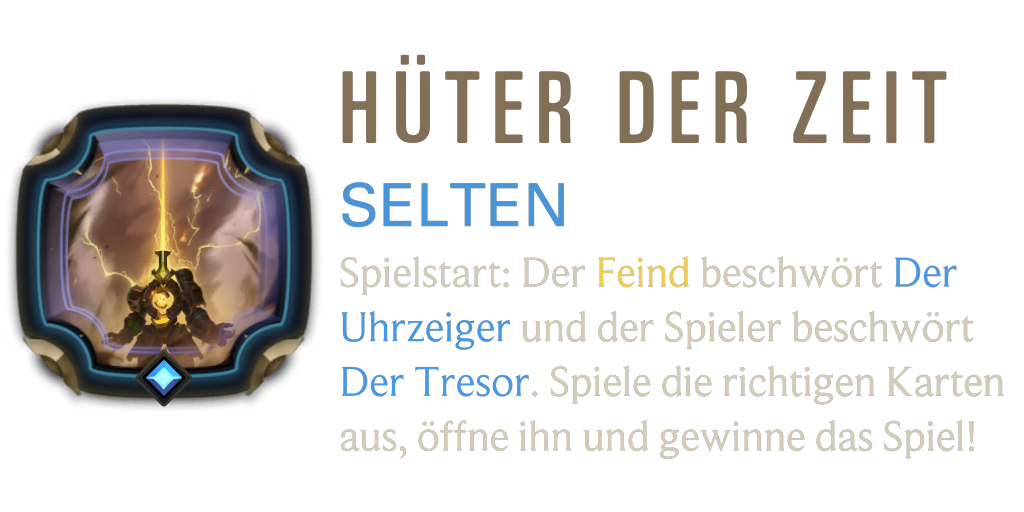 HÜTER DER ZEIT
SELTEN
Spielstart: Der Feind beschwört Der
Uhrzeiger und der Spieler beschwört
Der Tresor. Spiele die richtigen Karten
aus, öffne ihn und gewinne das Spiel!